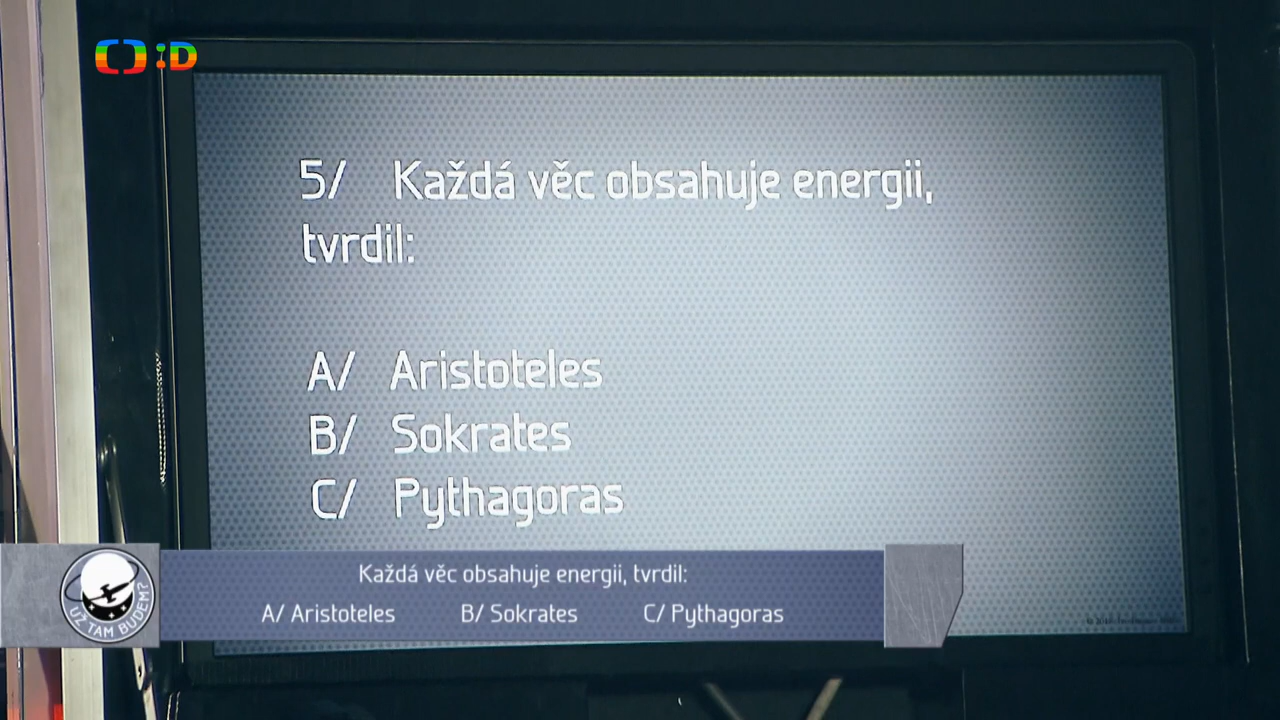 :D
5/ Každá věc obsahuje energii,
tvrdil:
A/ Aristoteles
B/ Sokrates
C/ Pythagoras
Každá věc obsahuje energii, tvrdil:
A/ Aristoteles B/ Sokrates C/ Pythagoras
UŽ TAM BUDEM?